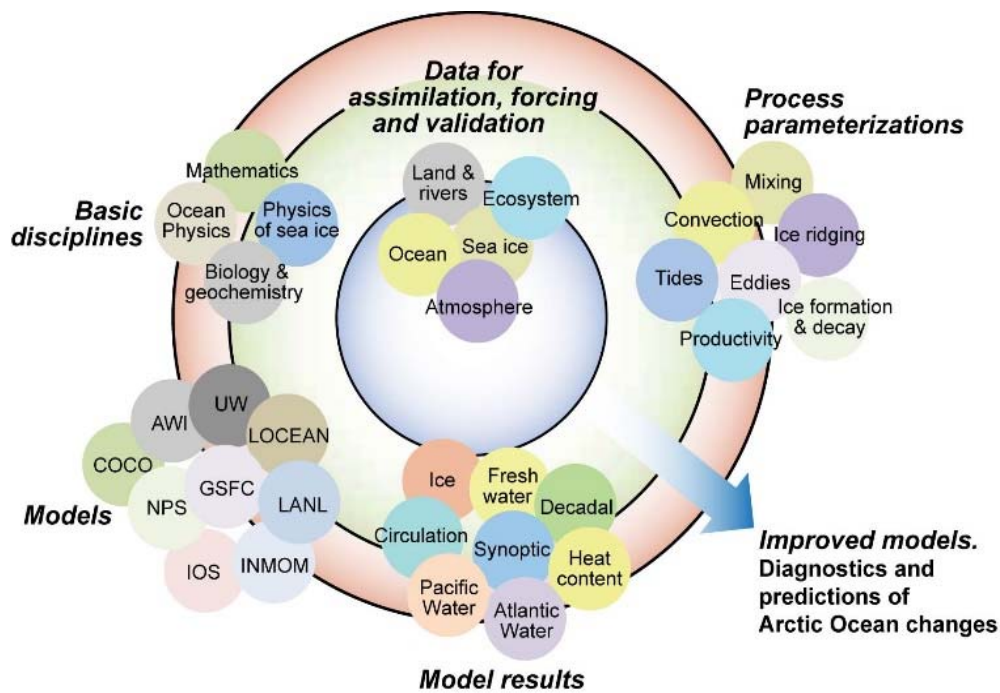 Data for
assimilation, forcing
and validation
Land &
rivers
Ecosystem
Ocean
Sea ice
Atmosphere
Process
parameterizations
Mixing
Convection
Ice ridging
Tides
Eddies
Ice formation
& decay
Productivity
Basic
disciplines
Mathematics
Ocean
Physics
Physics
of sea ice
Biology &
geochemistry
Models
UW
AWI
LOCEAN
COCO
GSFC
NPS
LANL
IOS
INMOM
Ice
Fresh
water
Decadal
Circulation
Synoptic
Heat
content
Pacific
Water
Atlantic
Water
Model results
Improved models.
Diagnostics and
predictions of
Arctic Ocean changes